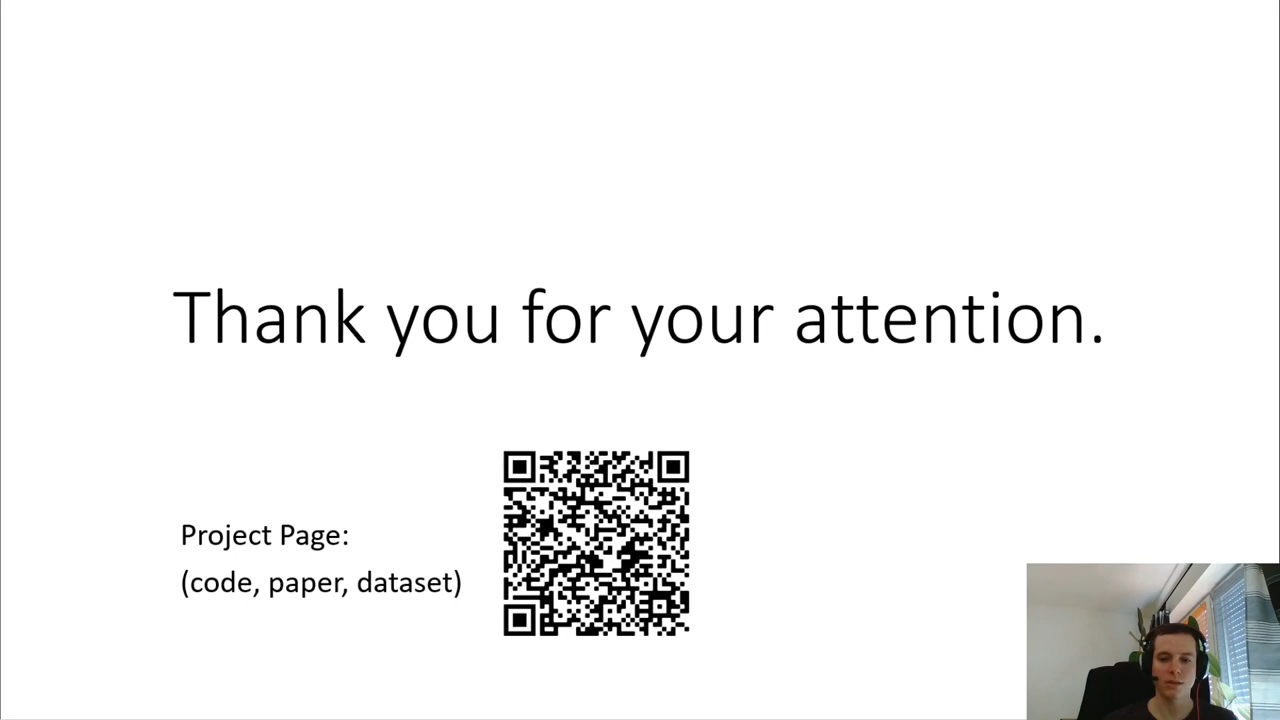 Thank you for your attention.
Project Page:
(code, paper, dataset)